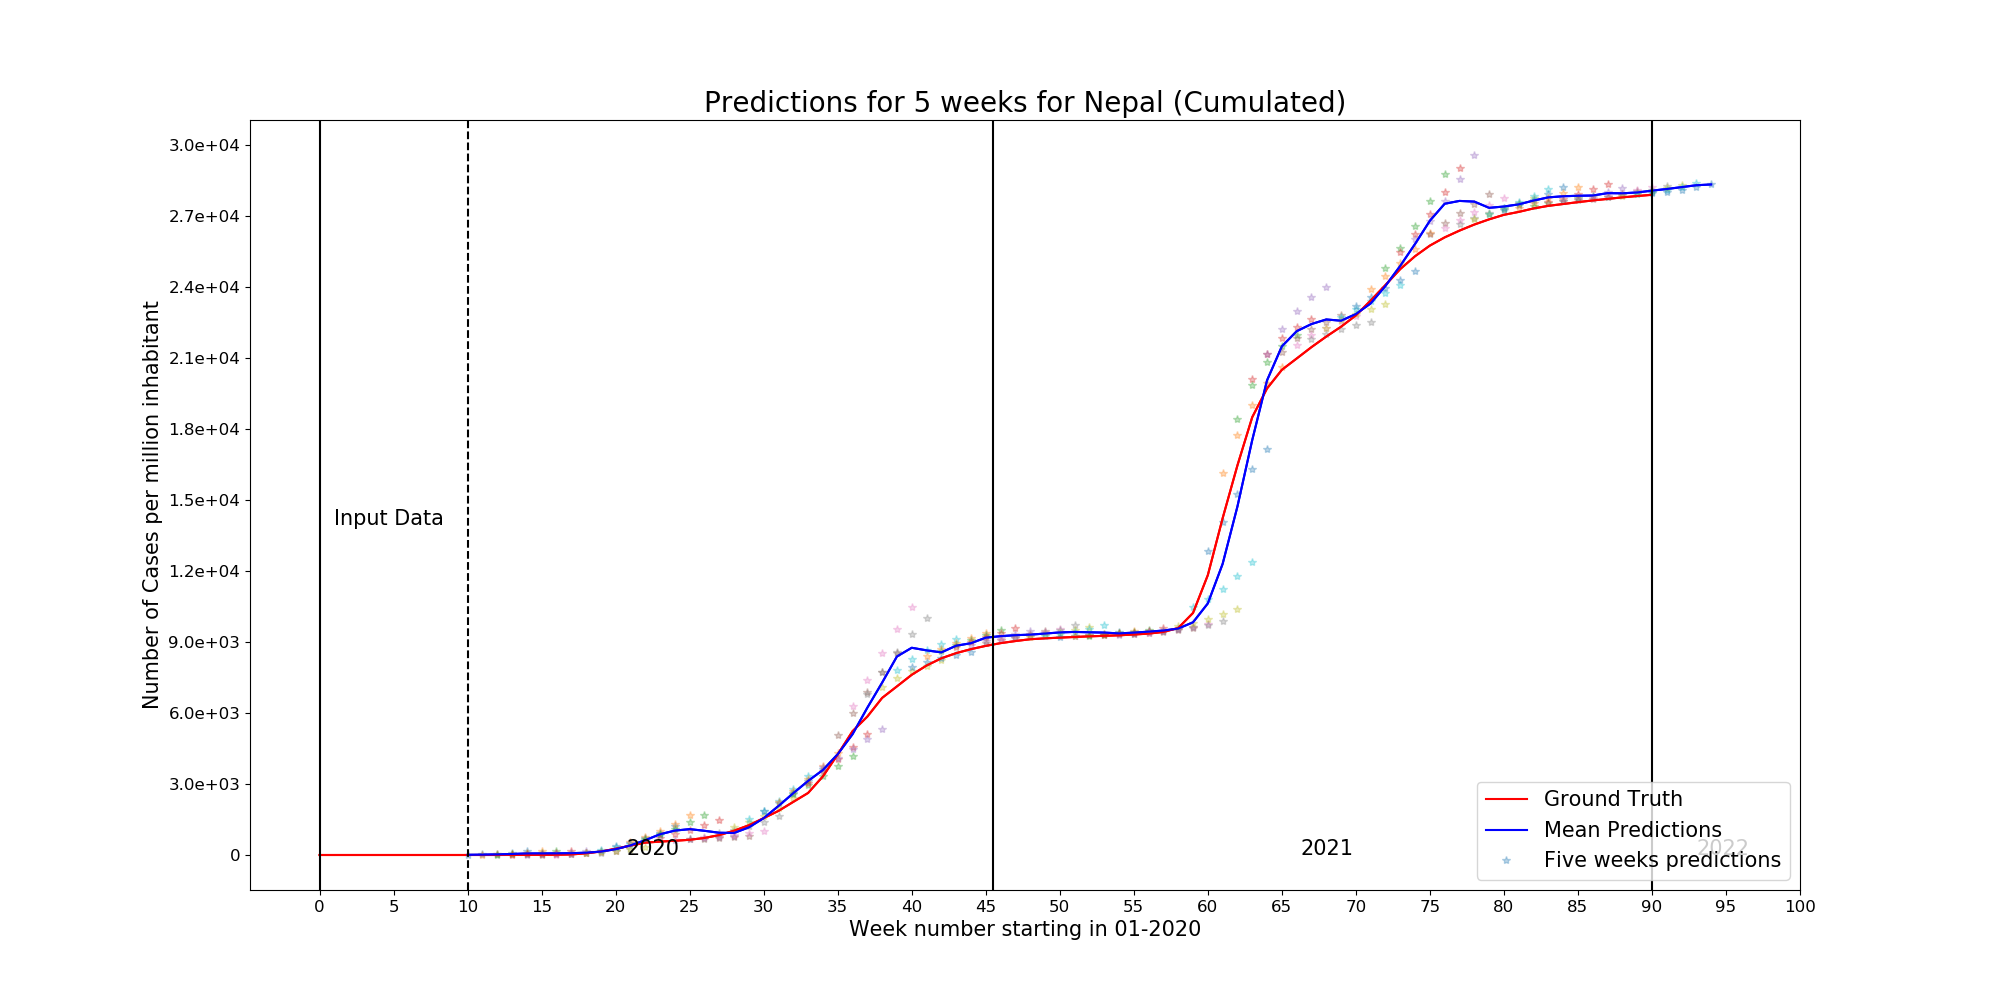 Predictions for 5 weeks for Nepal (Cumulated)
Number of Cases per million inhabitant
3.0e+04
2.7e+04
2.4e+04
2.1e+04
1.8e+04
1.5e+04
1.2e+04
9.0e+03
6.0e+03
3.0e+03
0
Input Data
2020
2021
2022
Ground Truth
Mean Predictions
Five weeks predictions
0 5 10 15 20 25 30 35 40 45 50 55 60 65 70 75 80 85 90 95 100
Week number starting in 01-2020